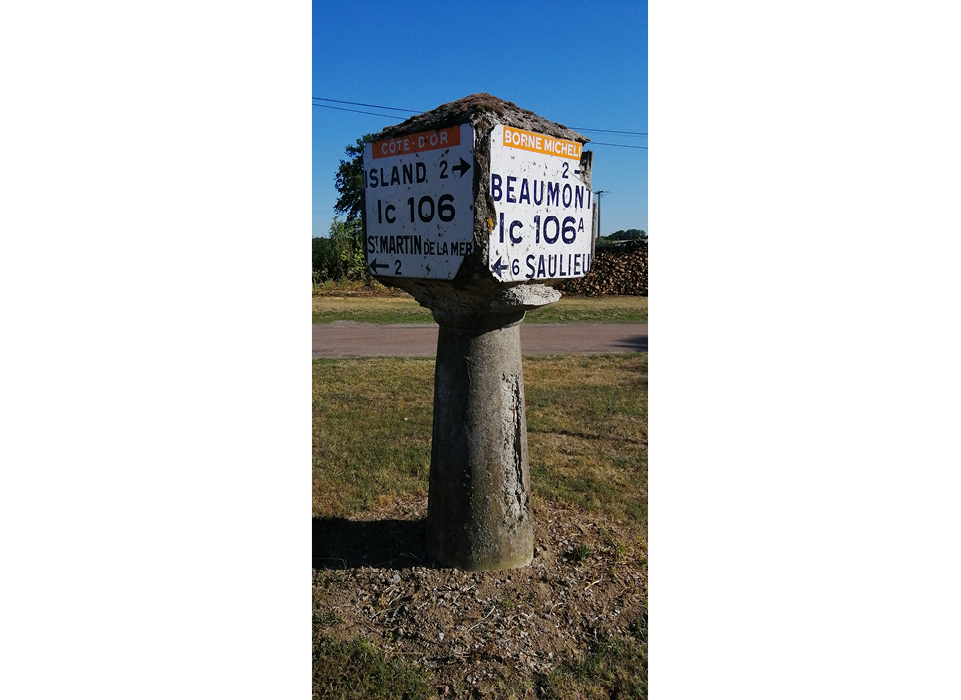 CÔTE-D'OR
ISLAND 2 →
Ic 106
ST MARTIN DE LA MER
← 2
BORNE MICHELI
2 -
BEAUMONT
Ic 106A
← 6 SAULIEU